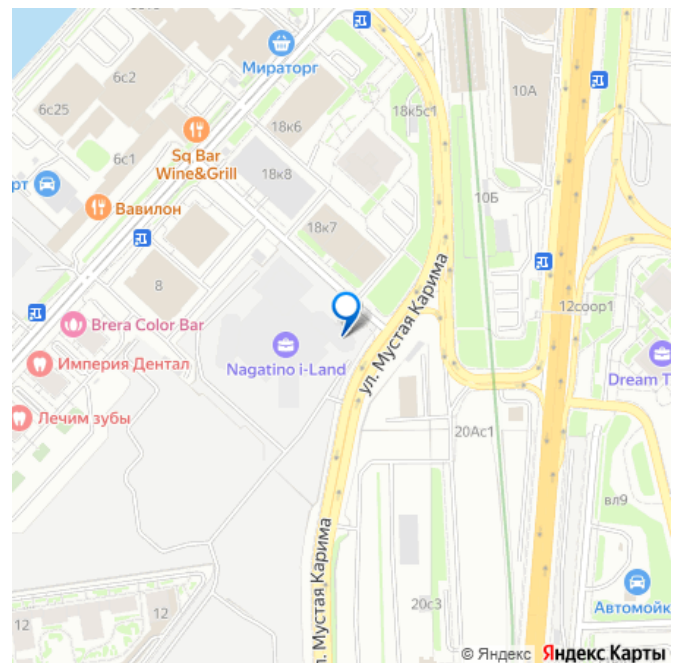 6с2
Мираторг
6с25
18к5с1
10А
18к6
6с1
Sq Bar
Wine&Grill
18к8
рт
Вавилон
10Б
18к7
8
12соор1
Brera Color Bar
ул. Мустая Карима
Империя Дентал
Nagatino i-Land
Dream T
Лечим зубы
20Ас1
вл9
л. Мустая Карима
20с3
Автомойк
12
12
© Яндекс Яндекс Карты